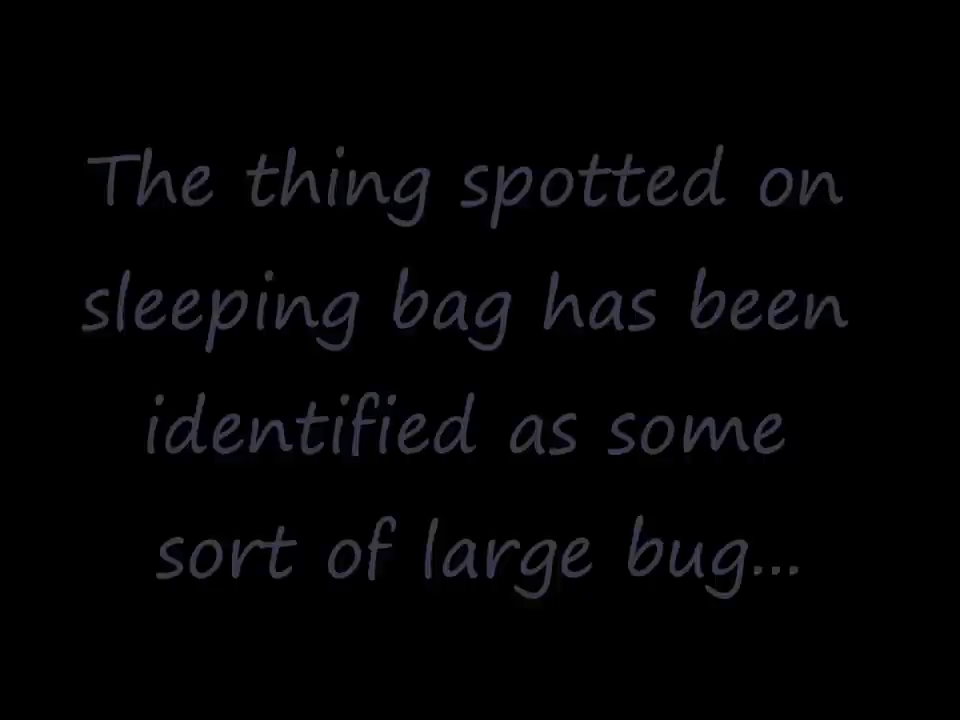 The thing spotted on
sleeping bag has been
identified as some
sort of large bug...